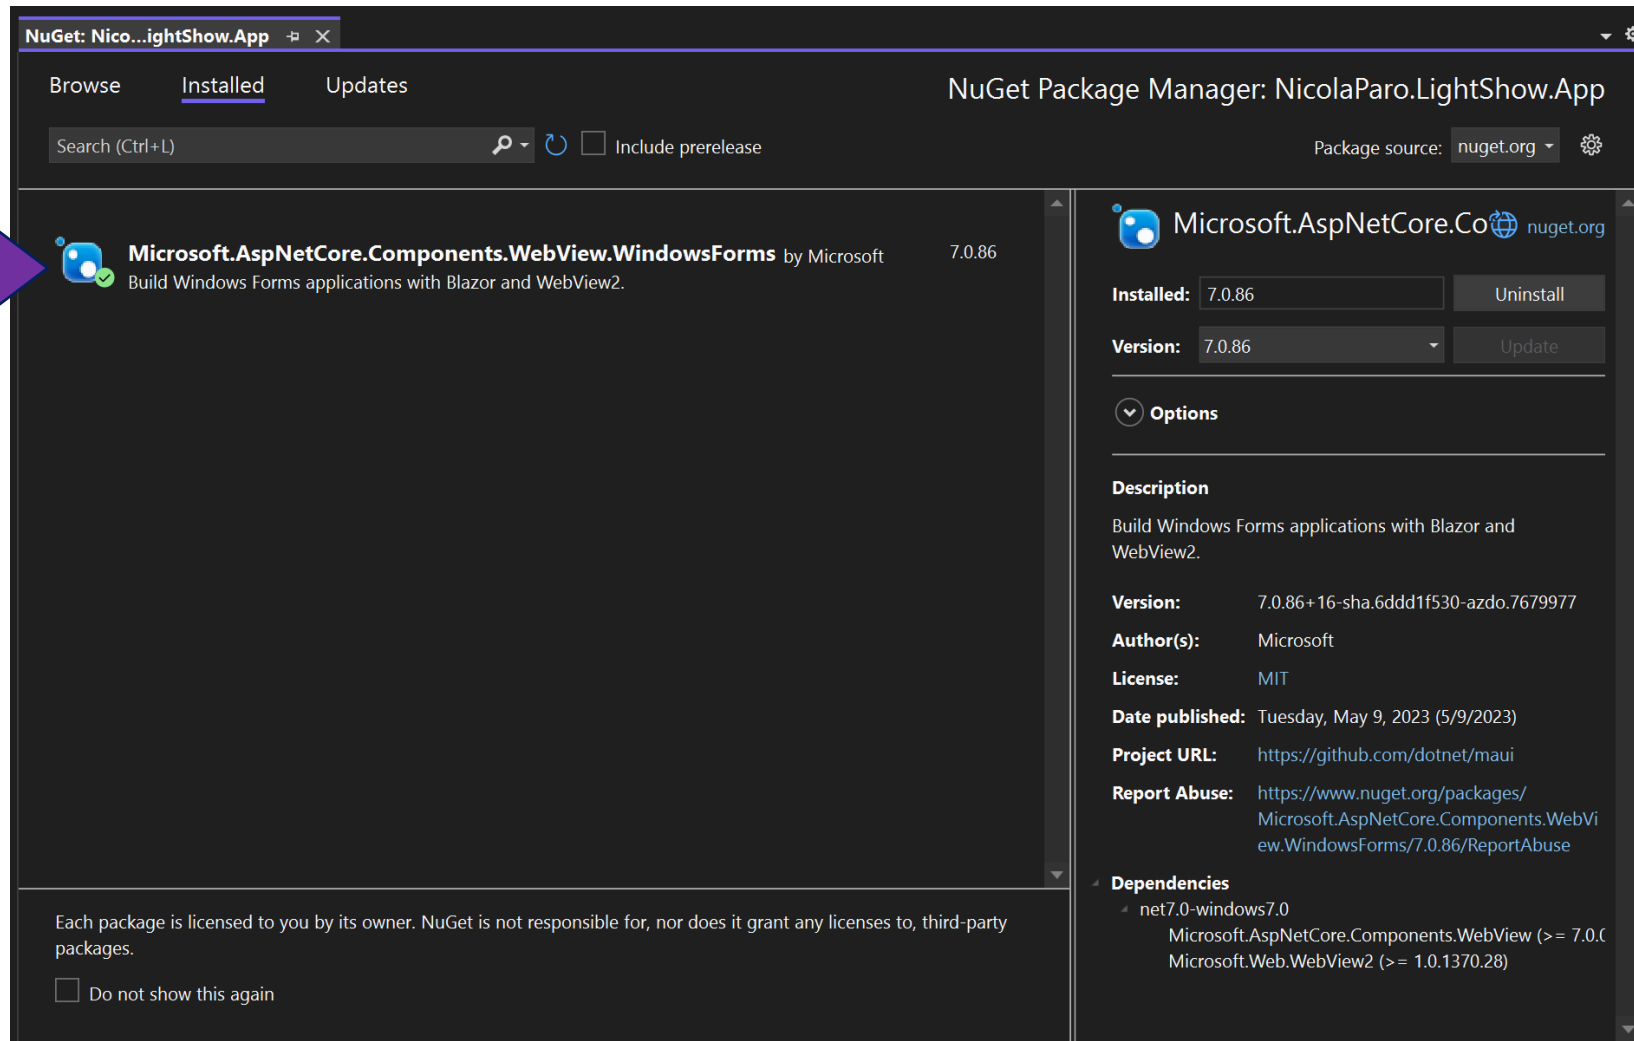 NuGet: Nico...ightShow.App
Browse Installed Updates
NuGet Package Manager: NicolaParo.LightShow.App
Search (Ctrl+L)
Include prerelease
Package source: nuget.org
Microsoft.AspNetCore.Components.WebView.WindowsForms by Microsoft 7.0.86
Build Windows Forms applications with Blazor and WebView2.
Microsoft.AspNetCore.Co nuget.org
Installed: 7.0.86 Uninstall
Version: 7.0.86 Update
Options
Description
Build Windows Forms applications with Blazor and
WebView2.
Version: 7.0.86+16-sha.6ddd1f530-azdo.7679977
Author(s): Microsoft
License: MIT
Date published: Tuesday, May 9, 2023 (5/9/2023)
Project URL: https://github.com/dotnet/maui
Report Abuse: https://www.nuget.org/packages/
Microsoft.AspNetCore.Components.WebVi
ew.WindowsForms/7.0.86/ReportAbuse
Dependencies
net7.0-windows7.0
Microsoft.AspNetCore.Components.WebView (>= 7.0.0
Microsoft.Web.WebView2 (>= 1.0.1370.28)
Each package is licensed to you by its owner. NuGet is not responsible for, nor does it grant any licenses to, third-party
packages.
Do not show this again